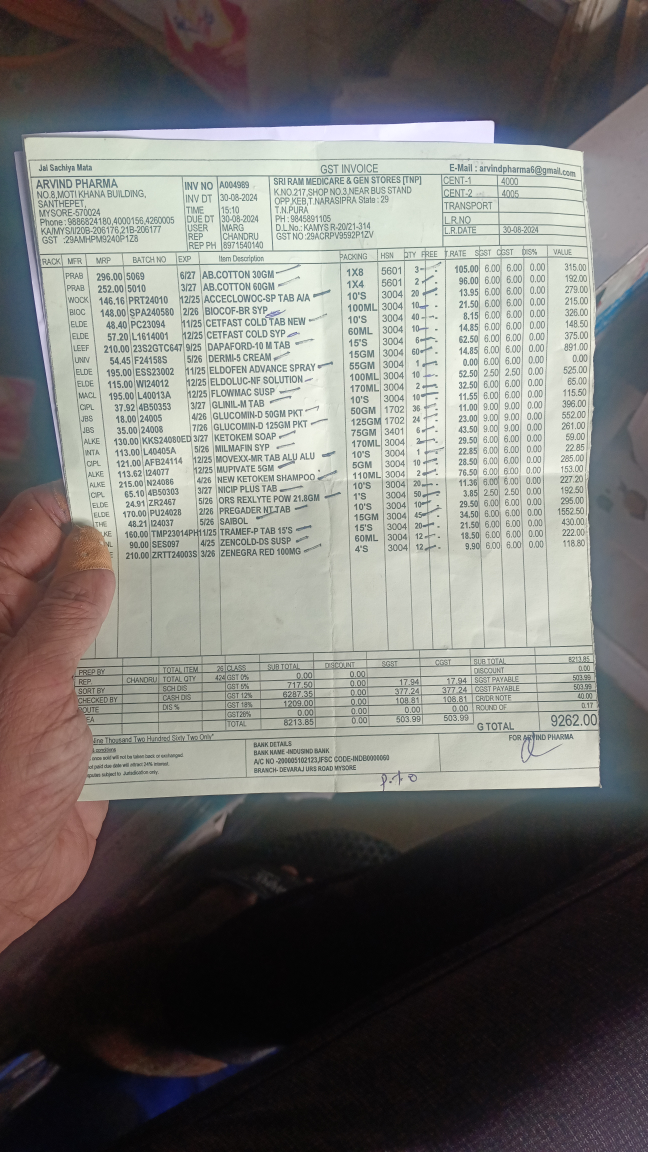 Jai Sachiya Mata GST INVOICE E-Mail : arvindpharma6@gmail.com
ARVIND PHARMA
NO.8,MOTI KHANA BUILDING,
SANTHEPET,
MYSORE-570024
Phone : 9886824180,4000156,4260005
KA/MYS/I/20B-206176,21B-206177
GST :29AMHPM9240P1Z8
INV NO A004989
INV DT 30-08-2024
TIME 15:10
DUE DT 30-08-2024
USER MARG
REP CHANDRU
REP PH 8971540140
SRI RAM MEDICARE & GEN STORES [TNP]
K.NO.217,SHOP NO.3,NEAR BUS STAND
OPP,KEB,T.NARASIPRA State : 29
T.N.PURA
PH : 9845891105
D.L.No.: KAMYS R-20/21-314
GST NO :29ACRPV9592P1ZV
CENT-1 4000
CENT-2 4005
TRANSPORT
L.R.NO
L.R.DATE 30-08-2024
RACK MFR MRP BATCH NO EXP Item Description PACKING HSN QTY FREE T.RATE SGST CGST DIS% VALUE
PRAB 296.00 5069 6/27 AB.COTTON 30GM 1X8 5601 3 105.00 6.00 6.00 0.00 315.00
PRAB 252.00 5010 3/27 AB.COTTON 60GM 1X4 5601 2 96.00 6.00 6.00 0.00 192.00
WOCK 146.16 PRT24010 12/25 ACCECLOWOC-SP TAB A/A 10'S 3004 20 13.95 6.00 6.00 0.00 279.00
BIOC 148.00 SPA240580 2/26 BIOCOF-BR SYP 100ML 3004 10 21.50 6.00 6.00 0.00 215.00
ELDE 48.40 PC23094 11/25 CETFAST COLD TAB NEW 10'S 3004 40 8.15 6.00 6.00 0.00 326.00
ELDE 57.20 L1614001 12/25 CETFAST COLD SYP 60ML 3004 10 14.85 6.00 6.00 0.00 148.50
LEEF 210.00 23S2GTC647 9/25 DAPAFORD-10 M TAB 15'S 3004 6 62.50 6.00 6.00 0.00 375.00
UNIV 54.45 F24158S 5/26 DERMI-5 CREAM 15GM 3004 60 14.85 6.00 6.00 0.00 891.00
ELDE 195.00 ESS23002 11/25 ELDOFEN ADVANCE SPRAY 55GM 3004 1 0.00 6.00 6.00 0.00 0.00
ELDE 115.00 WI24012 12/25 ELDOLUC-NF SOLUTION 100ML 3004 10 52.50 2.50 2.50 0.00 525.00
MACL 195.00 L40013A 12/25 FLOWMAC SUSP 170ML 3004 2 32.50 6.00 6.00 0.00 65.00
CIPL 37.92 4B50353 3/27 GLINIL-M TAB 10'S 3004 10 11.55 6.00 6.00 0.00 115.50
JBS 18.00 24005 4/26 GLUCOMIN-D 50GM PKT 50GM 1702 36 11.00 9.00 9.00 0.00 396.00
JBS 35.00 24008 7/26 GLUCOMIN-D 125GM PKT 125GM 1702 24 23.00 9.00 9.00 0.00 552.00
ALKE 130.00 KKS24080ED 3/27 KETOKEM SOAP 75GM 3401 6 43.50 9.00 9.00 0.00 261.00
INTA 113.00 L40405A 5/26 MILMAFIN SYP 170ML 3004 2 29.50 6.00 6.00 0.00 59.00
CIPL 121.00 AFB24114 12/25 MOVEXX-MR TAB ALU ALU 10'S 3004 1 22.85 6.00 6.00 0.00 22.85
ALKE 113.62 I24077 12/25 MUPIVATE 5GM 5GM 3004 10 28.50 6.00 6.00 0.00 285.00
ALKE 215.00 N24086 4/26 NEW KETOKEM SHAMPOO 110ML 3004 2 76.50 6.00 6.00 0.00 153.00
CIPL 65.10 4B50303 3/27 NICIP PLUS TAB 10'S 3004 20 11.36 6.00 6.00 0.00 227.20
24.91 ZR2467 5/26 ORS REXLYTE POW 21.8GM 1'S 3004 50 3.85 2.50 2.50 0.00 192.50
ELDE 170.00 PU24028 2/26 PREGADER NT TAB 10'S 3004 10 29.50 6.00 6.00 0.00 295.00
THE 48.21 I24037 5/26 SAIBOL 15GM 3004 45 34.50 6.00 6.00 0.00 1552.50
LKE 160.00 TMP23014PH 11/25 TRAMEF-P TAB 15'S 15'S 3004 20 21.50 6.00 6.00 0.00 430.00
NL 90.00 SES097 4/25 ZENCOLD-DS SUSP 60ML 3004 12 18.50 6.00 6.00 0.00 222.00
210.00 ZRTT24003S 3/26 ZENEGRA RED 100MG 4'S 3004 12 9.90 6.00 6.00 0.00 118.80
PREP BY TOTAL ITEM 26 CLASS SUB TOTAL DISCOUNT SGST CGST SUB TOTAL 8213.85
REP. CHANDRU TOTAL QTY 424 GST 0% 0.00 0.00 DISCOUNT 0.00
SORT BY SCH DIS GST 5% 717.50 0.00 17.94 17.94 SGST PAYABLE 503.99
CHECKED BY CASH DIS GST 12% 6287.35 0.00 377.24 377.24 CGST PAYABLE 503.99
ROUTE DIS % GST 18% 1209.00 0.00 108.81 108.81 CR/DR NOTE 40.00
EA GST28% 0.00 0.00 ROUND OF 0.17
TOTAL 8213.85 0.00 503.99 503.99 G TOTAL 9262.00
Nine Thousand Two Hundred Sixty Two Only"
conditions
once sold will not be taken back or exchanged.
not paid due date will attract 24% interest.
sputes subject to Jurisdiction only.
BANK DETAILS
BANK NAME -INDUSIND BANK
A/C NO -200005102123,IFSC CODE-INDB0000060
BRANCH- DEVARAJ URS ROAD MYSORE
FOR ARVIND PHARMA
P.T.O